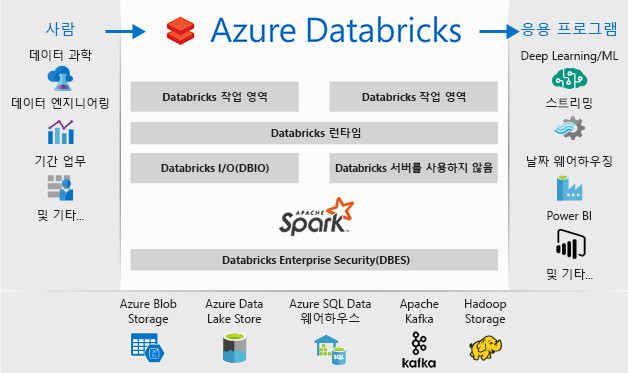 사람
Azure Databricks
응용 프로그램
데이터 과학
데이터 엔지니어링
기간 업무
및 기타...
Databricks 작업 영역
Databricks 작업 영역
Databricks 런타임
Databricks I/O(DBIO)
Databricks 서버를 사용하지 않음
APACHE
Spark™
Databricks Enterprise Security(DBES)
Deep Learning/ML
스트리밍
날짜 웨어하우징
Power BI
및 기타...
Azure Blob
Storage
Azure Data
Lake Store
Azure SQL Data
웨어하우스
SQL
Apache
Kafka
kafka
Hadoop
Storage